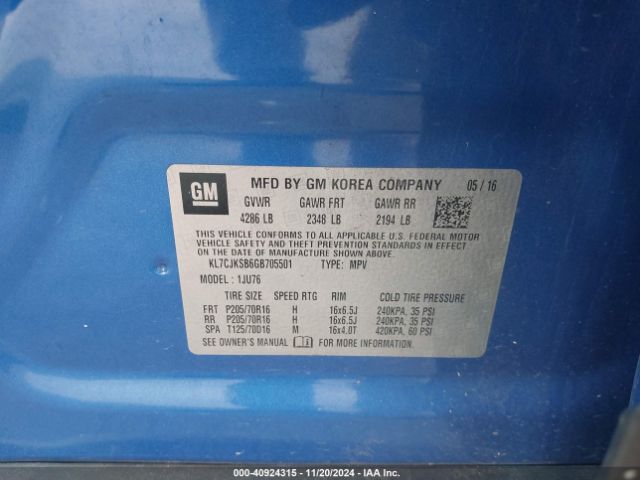 GM
MFD BY GM KOREA COMPANY 05 / 16
GVWR GAWR FRT GAWR RR
4286 LB 2348 LB 2194 LB
THIS VEHICLE CONFORMS TO ALL APPLICABLE U.S. FEDERAL MOTOR
VEHICLE SAFETY AND THEFT PREVENTION STANDARDS IN EFFECT
ON THE DATE OF MANUFACTURE SHOWN ABOVE.
KL7CJKSB6GB705501 TYPE: MPV
MODEL : 1JU76
TIRE SIZE SPEED RTG RIM COLD TIRE PRESSURE
FRT P205/70R16 H 16x6.5J 240KPA, 35 PSI
RR P205/70R16 H 16x6.5J 240KPA, 35 PSI
SPA T125/70D16 M 16x4.0T 420KPA, 60 PSI
SEE OWNER'S MANUAL FOR MORE INFORMATION
© - 40924315 - 11/20/2024 - IAA Inc.